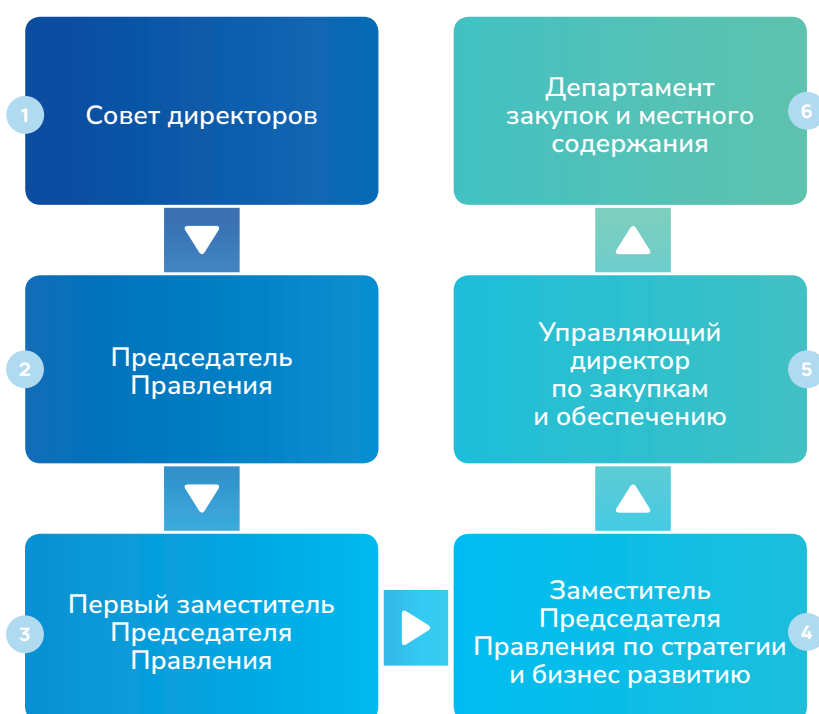 1
Совет директоров
2
Председатель
Правления
3
Первый заместитель
Председателя
Правления
4
Заместитель
Председателя
Правления по стратегии
и бизнес развитию
5
Управляющий
директор
по закупкам
и обеспечению
6
Департамент
закупок и местного
содержания